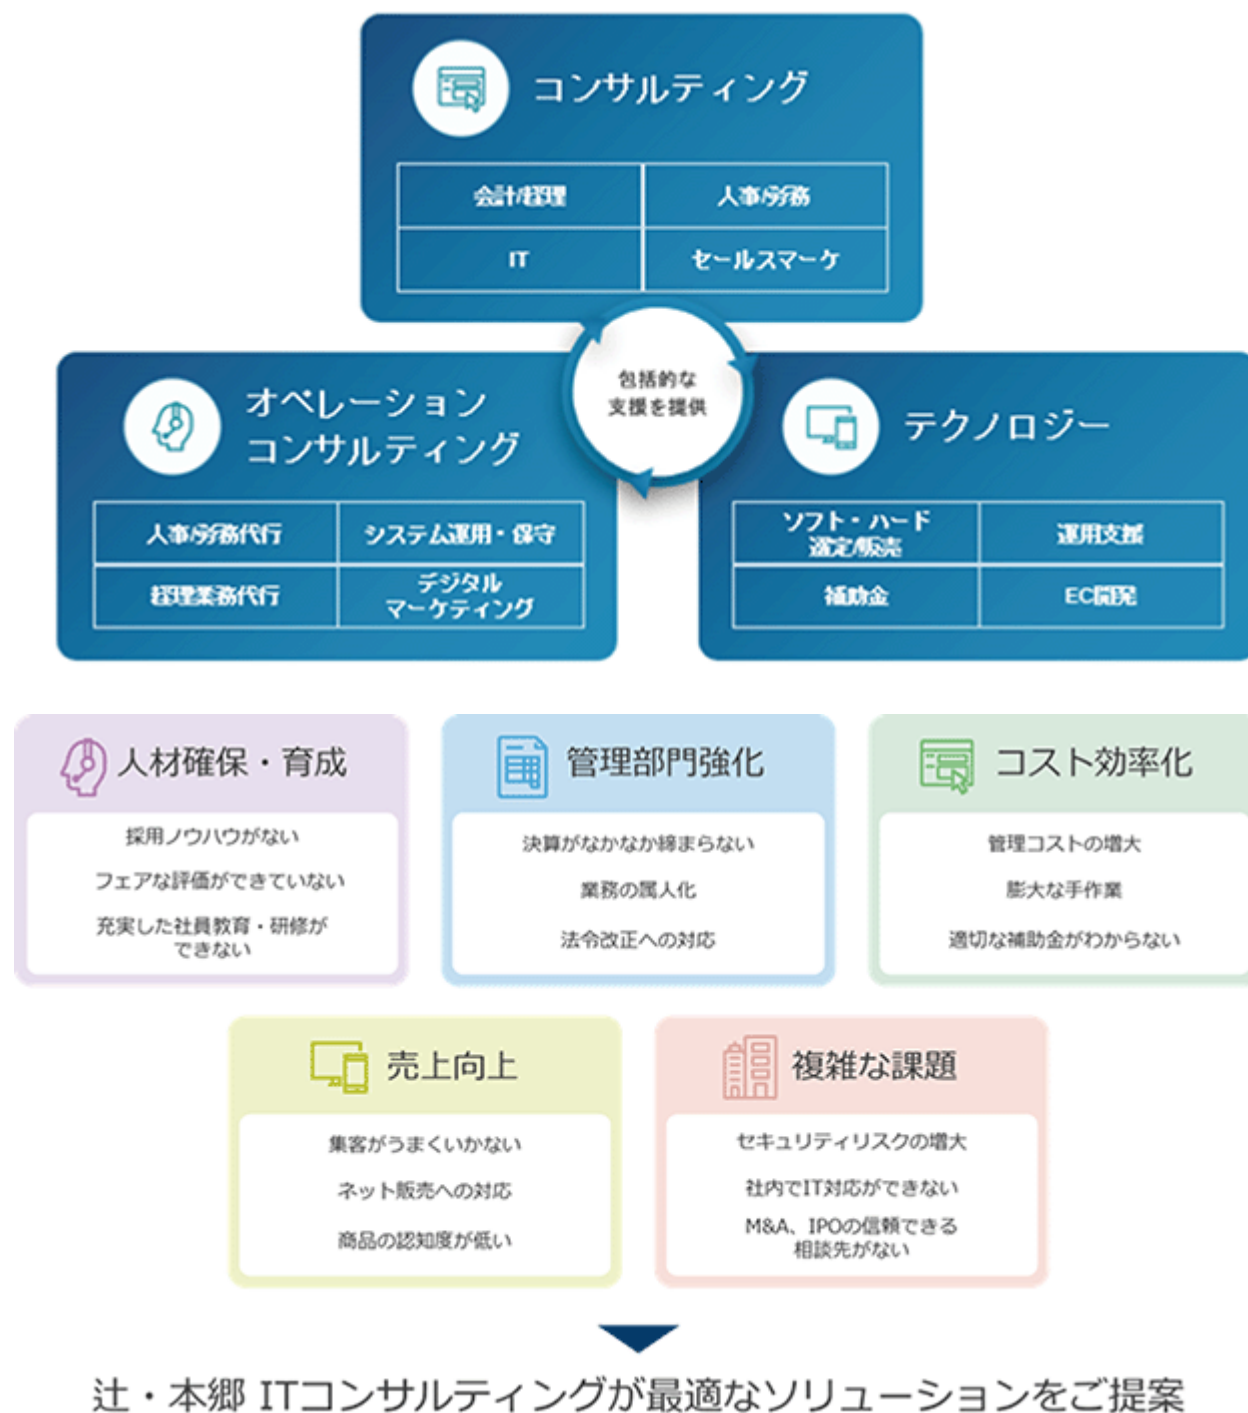 コンサルティング
会計/経理
人事/労務
IT
セールスマーケ
包括的な
支援を提供
オペレーション
コンサルティング
人事/労務代行
システム運用・保守
経理業務代行
デジタル
マーケティング
テクノロジー
ソフト・ハード
選定/販売
運用支援
補助金
EC開発
人材確保・育成
採用ノウハウがない
フェアな評価ができていない
充実した社員教育・研修が
できない
管理部門強化
決算がなかなか締まらない
業務の属人化
法令改正への対応
コスト効率化
管理コストの増大
膨大な手作業
適切な補助金がわからない
売上向上
集客がうまくいかない
ネット販売への対応
商品の認知度が低い
複雑な課題
セキュリティリスクの増大
社内でIT対応ができない
M&A、IPOの信頼できる
相談先がない
辻・本郷 ITコンサルティングが最適なソリューションをご提案